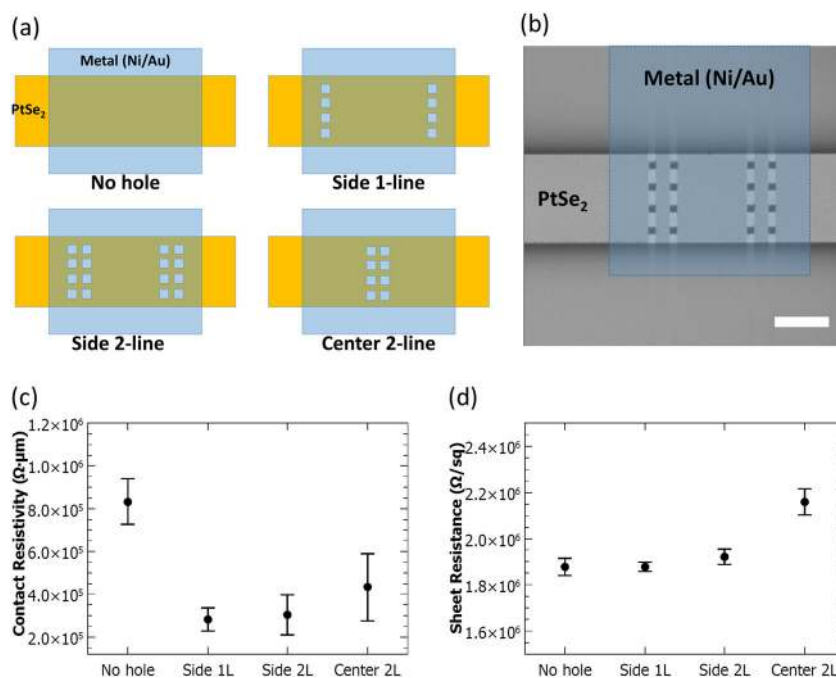 (a)
Metal (Ni/Au)
PtSe₂
No hole
Side 1-line
Side 2-line
Center 2-line
(b)
Metal (Ni/Au)
PtSe₂
(c)
Contact Resistivity (Ω·μm)
1.2×10⁶
1.0×10⁶
8.0×10⁵
6.0×10⁵
4.0×10⁵
2.0×10⁵
No hole Side 1L Side 2L Center 2L
(d)
Sheet Resistance (Ω/sq)
2.4×10⁶
2.2×10⁶
2.0×10⁶
1.8×10⁶
1.6×10⁶
No hole Side 1L Side 2L Center 2L